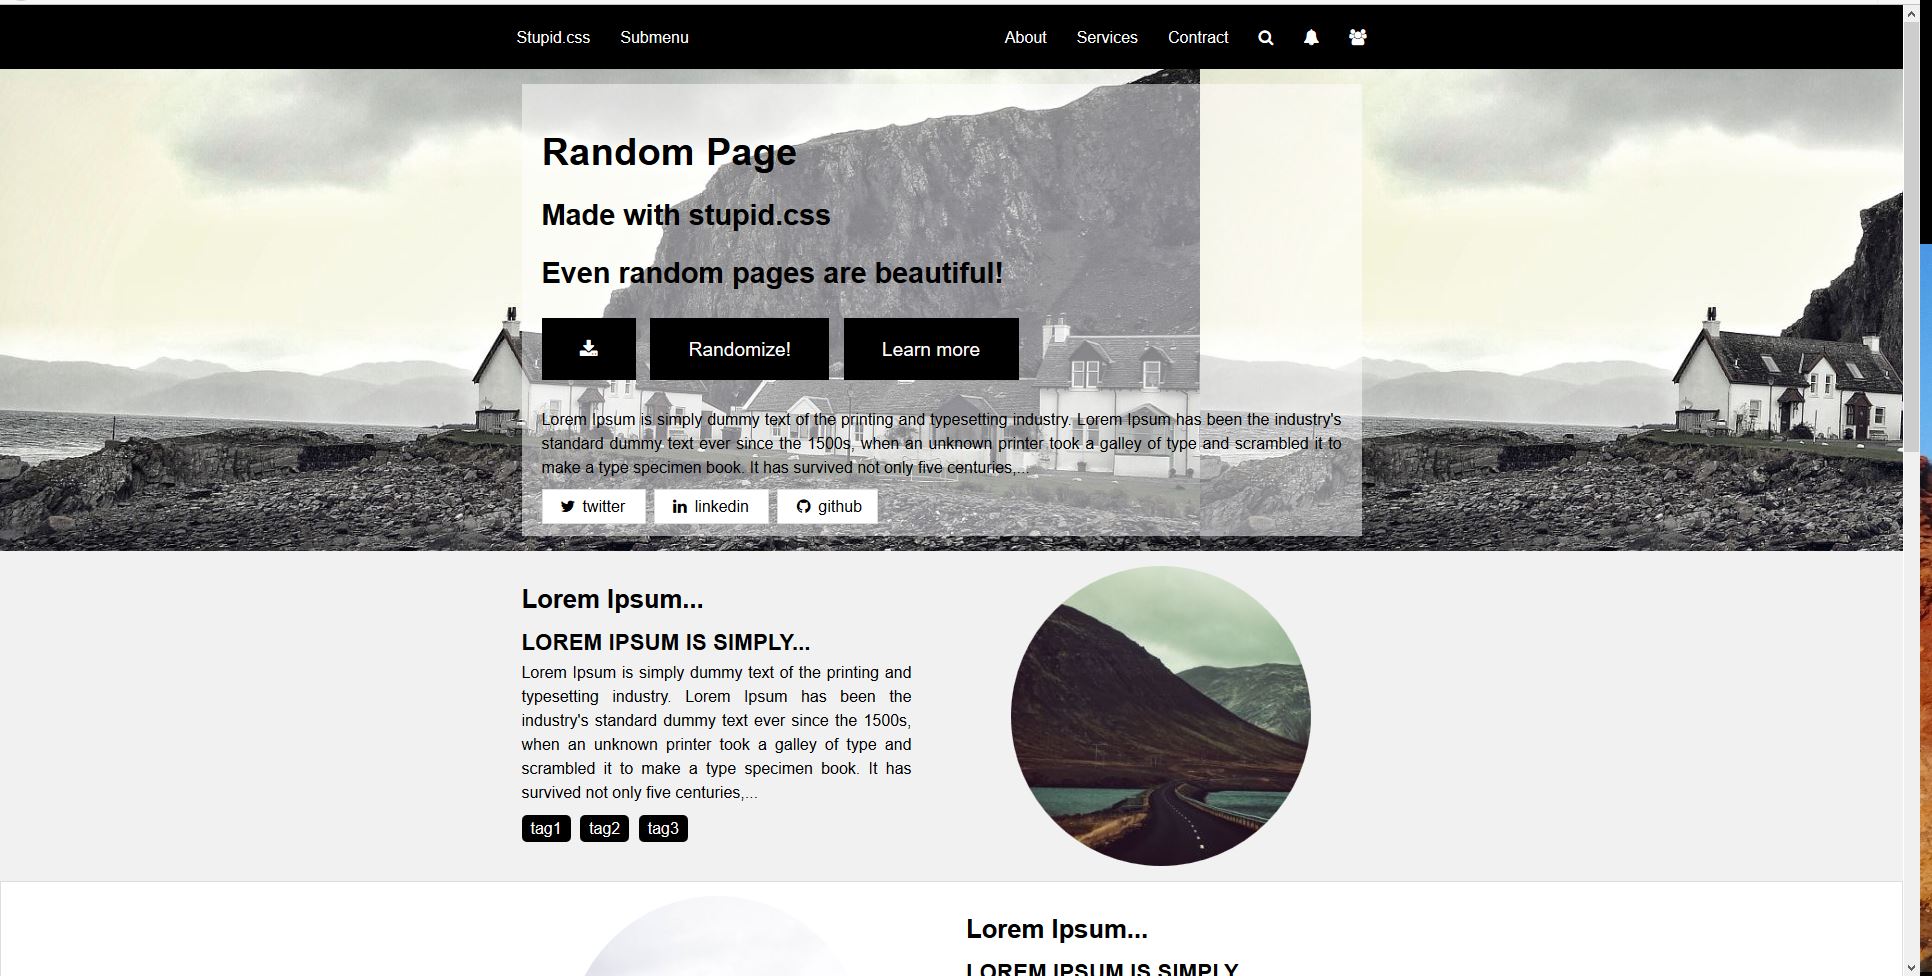 Stupid.css Submenu About Services Contract
Random Page
Made with stupid.css
Even random pages are beautiful!
Randomize! Learn more
Lorem Ipsum is simply dummy text of the printing and typesetting industry. Lorem Ipsum has been the industry's
standard dummy text ever since the 1500s, when an unknown printer took a galley of type and scrambled it to
make a type specimen book. It has survived not only five centuries,...
twitter linkedin github
Lorem Ipsum...
LOREM IPSUM IS SIMPLY...
Lorem Ipsum is simply dummy text of the printing and
typesetting industry. Lorem Ipsum has been the
industry's standard dummy text ever since the 1500s,
when an unknown printer took a galley of type and
scrambled it to make a type specimen book. It has
survived not only five centuries,...
tag1 tag2 tag3
Lorem Ipsum...
LOREM IPSUM IS SIMPLY